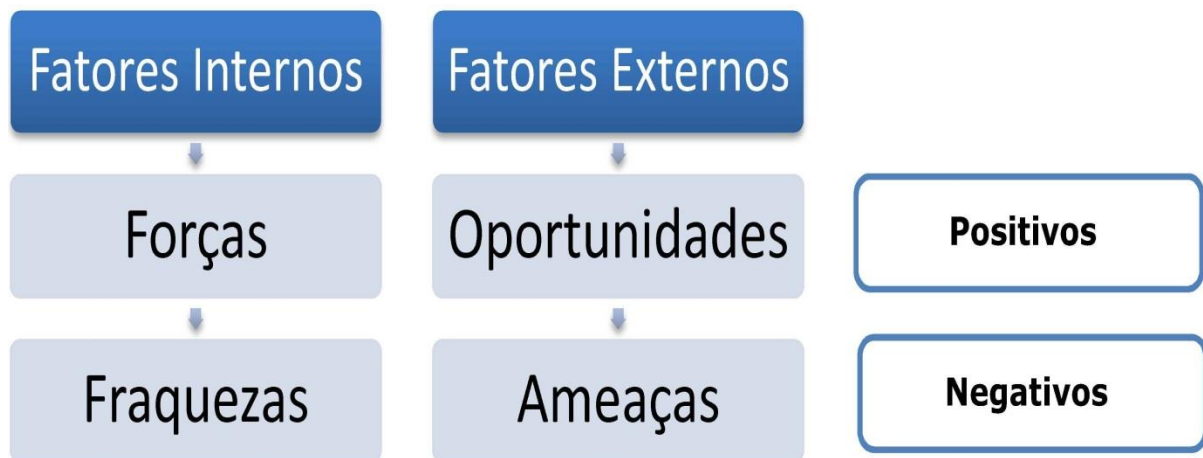 Fatores Internos
Fatores Externos
Forças
Oportunidades
Positivos
Fraquezas
Ameaças
Negativos